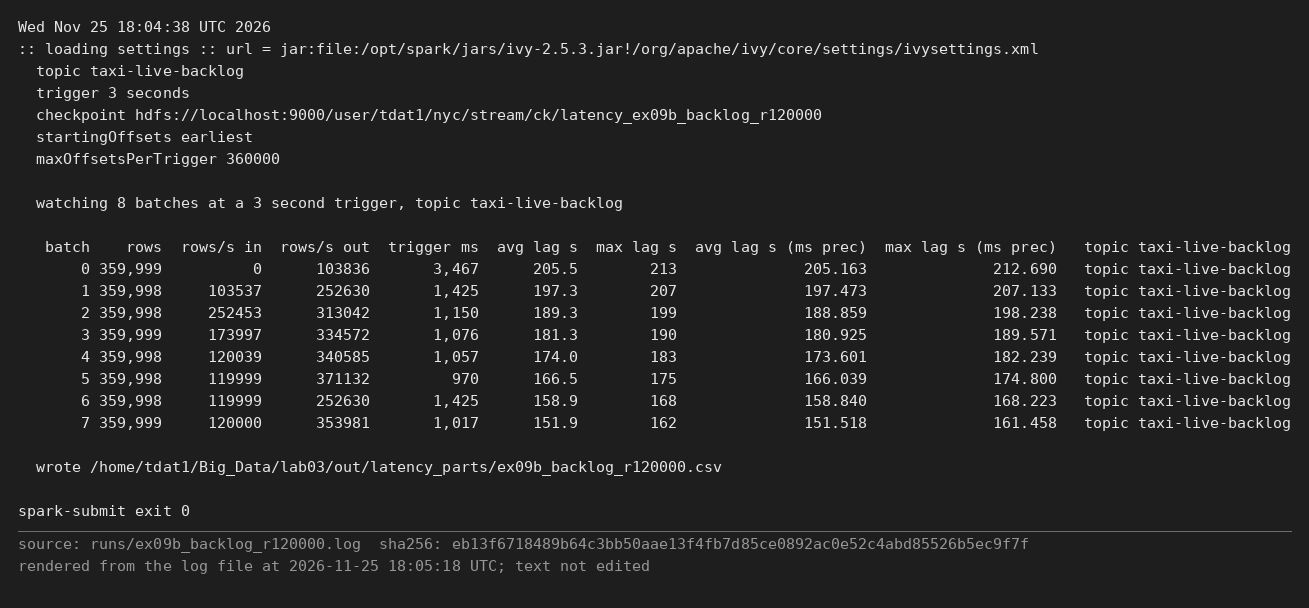 Wed Nov 25 18:04:38 UTC 2026
:: loading settings :: url = jar:file:/opt/spark/jars/ivy-2.5.3.jar!/org/apache/ivy/core/settings/ivysettings.xml
topic taxi-live-backlog
trigger 3 seconds
checkpoint hdfs://localhost:9000/user/tdat1/nyc/stream/ck/latency_ex09b_backlog_r120000
startingOffsets earliest
maxOffsetsPerTrigger 360000
watching 8 batches at a 3 second trigger, topic taxi-live-backlog
batch rows rows/s in rows/s out trigger ms avg lag s max lag s avg lag s (ms prec) max lag s (ms prec) topic taxi-live-backlog
0 359,999 0 103836 3,467 205.5 213 205.163 212.690 topic taxi-live-backlog
1 359,998 103537 252630 1,425 197.3 207 197.473 207.133 topic taxi-live-backlog
2 359,998 252453 313042 1,150 189.3 199 188.859 198.238 topic taxi-live-backlog
3 359,999 173997 334572 1,076 181.3 190 180.925 189.571 topic taxi-live-backlog
4 359,998 120039 340585 1,057 174.0 183 173.601 182.239 topic taxi-live-backlog
5 359,998 119999 371132 970 166.5 175 166.039 174.800 topic taxi-live-backlog
6 359,998 119999 252630 1,425 158.9 168 158.840 168.223 topic taxi-live-backlog
7 359,999 120000 353981 1,017 151.9 162 151.518 161.458 topic taxi-live-backlog
wrote /home/tdat1/Big_Data/lab03/out/latency_parts/ex09b_backlog_r120000.csv
spark-submit exit 0
source: runs/ex09b_backlog_r120000.log sha256: eb13f6718489b64c3bb50aae13f4fb7d85ce0892ac0e52c4abd85526b5ec9f7f
rendered from the log file at 2026-11-25 18:05:18 UTC; text not edited